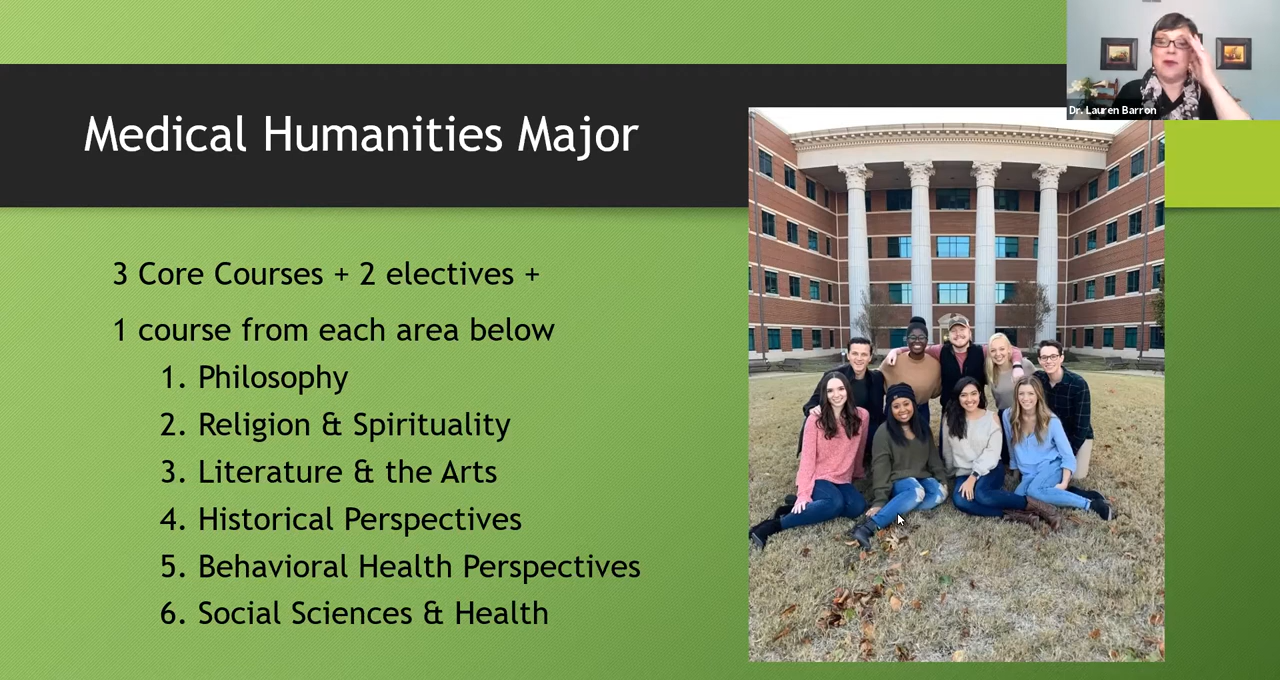 Medical Humanities Major
Dr. Lauren Barron
3 Core Courses + 2 electives +
1 course from each area below
1. Philosophy
2. Religion & Spirituality
3. Literature & the Arts
4. Historical Perspectives
5. Behavioral Health Perspectives
6. Social Sciences & Health